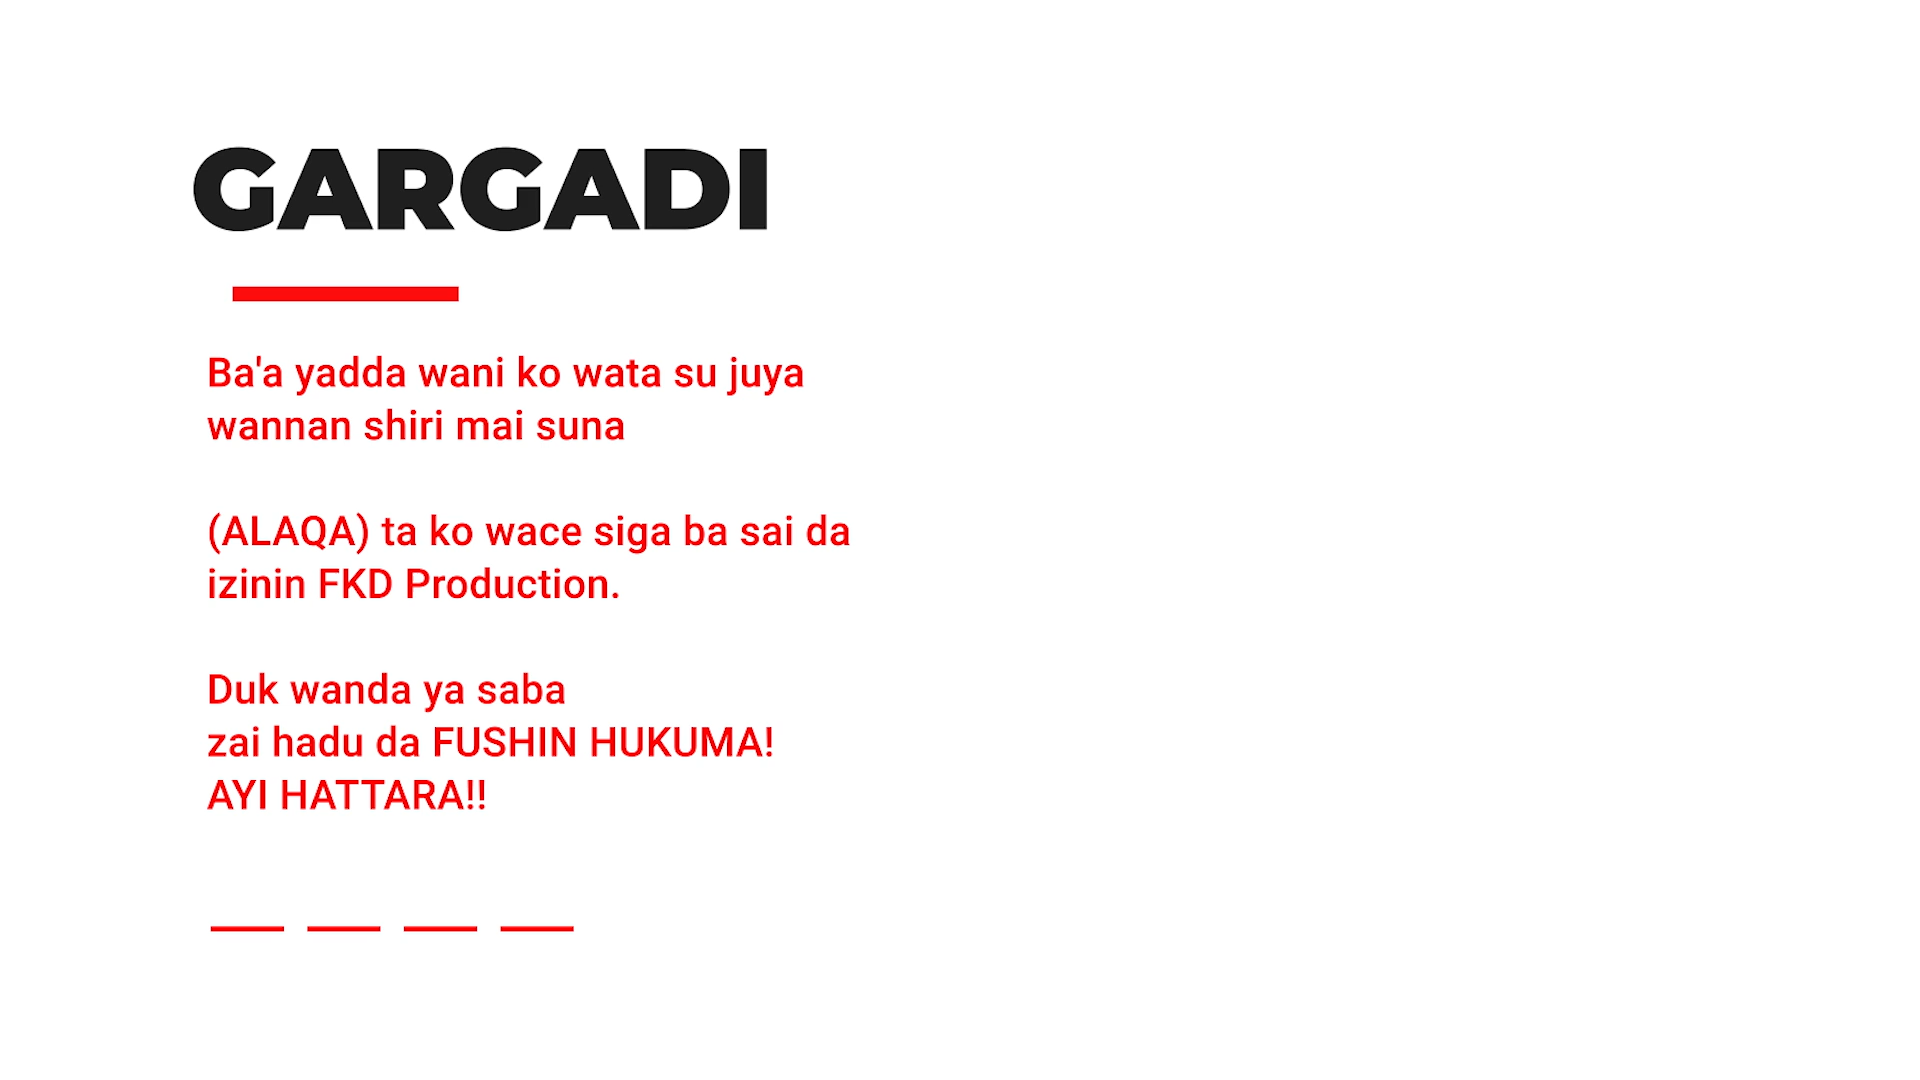 GARGADI
Ba'a yadda wani ko wata su juya
wannan shiri mai suna
(ALAQA) ta ko wace siga ba sai da
izinin FKD Production.
Duk wanda ya saba
zai hadu da FUSHIN HUKUMA!
AYI HATTARA!!